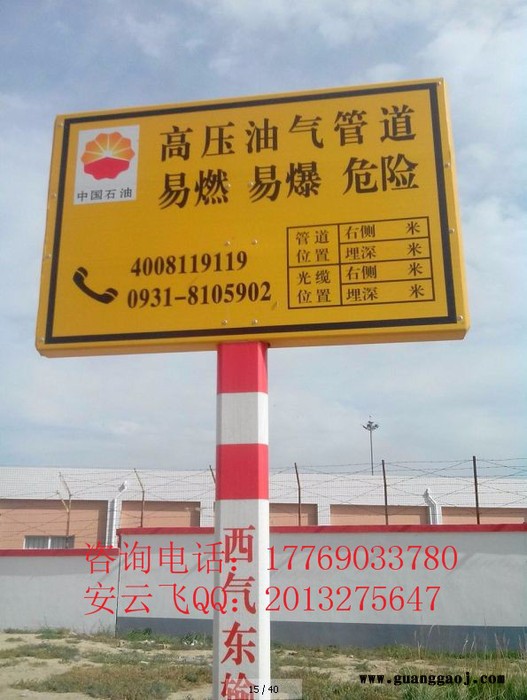 高压油气管道
易燃 易爆 危险
中国石油
4008119119
0931-8105902
管道位置 右侧 米
埋深 米
光缆位置 右侧 米
埋深 米
西气东输
咨询电话: 17769033780
安云飞QQ: 2013275647
15 / 40
www.guanggaoj.com